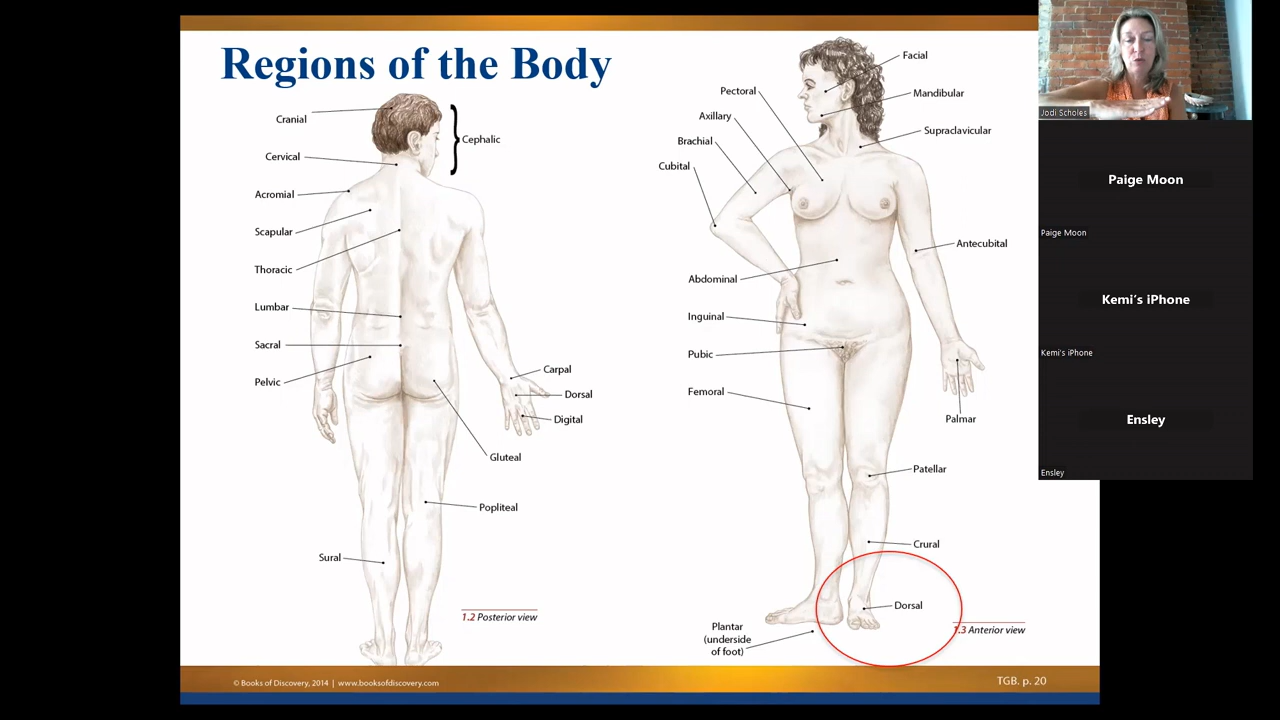 Regions of the Body
Cranial
Cephalic
Cervical
Acromial
Scapular
Thoracic
Lumbar
Sacral
Pelvic
Carpal
Dorsal
Digital
Gluteal
Popliteal
Sural
1.2 Posterior view
Facial
Pectoral
Mandibular
Axillary
Supraclavicular
Brachial
Cubital
Antecubital
Abdominal
Inguinal
Pubic
Femoral
Palmar
Patellar
Crural
Dorsal
Plantar
(underside
of foot)
1.3 Anterior view
© Books of Discovery, 2014 | www.booksofdiscovery.com
TGB. p. 20
Jodi Scholes
Paige Moon
Paige Moon
Kemi's iPhone
Kemi's iPhone
Ensley
Ensley